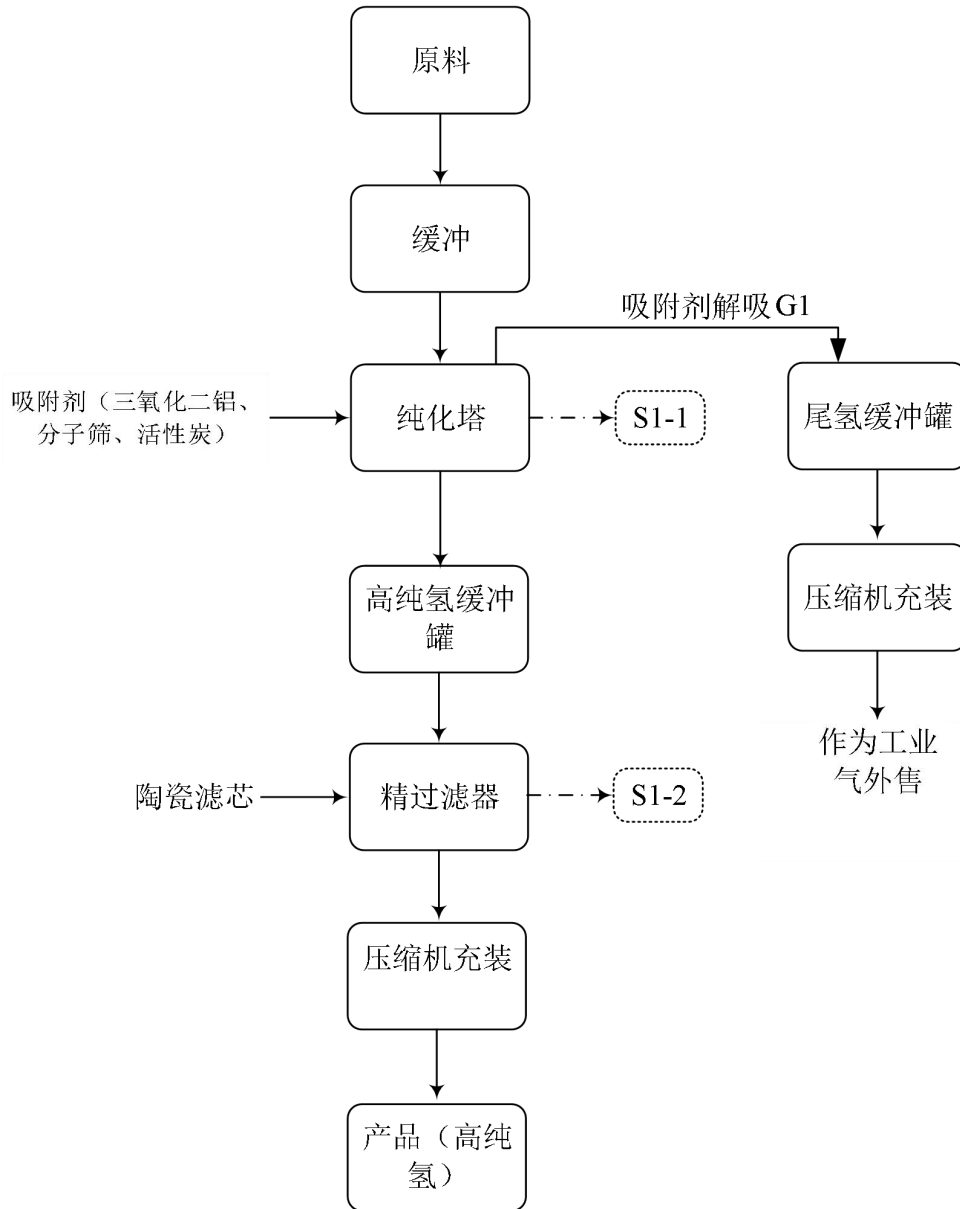 原料
缓冲
吸附剂解吸G1
吸附剂（三氧化二铝、
分子筛、活性炭）
纯化塔
S1-1
尾氢缓冲罐
高纯氢缓冲
罐
压缩机充装
作为工业
气外售
陶瓷滤芯
精过滤器
S1-2
压缩机充装
产品（高纯
氢）